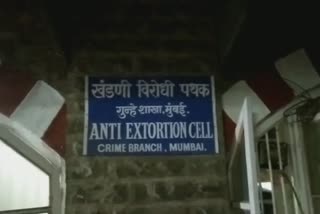 खंडणी विरोधी पथक
गुन्हे शाखा, मुंबई.
ANTI EXTORTION CELL
CRIME BRANCH, MUMBAI.